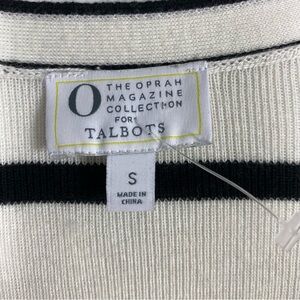 O THE OPRAH
MAGAZINE
COLLECTION
FOR
TALBOTS
S
MADE IN
CHINA